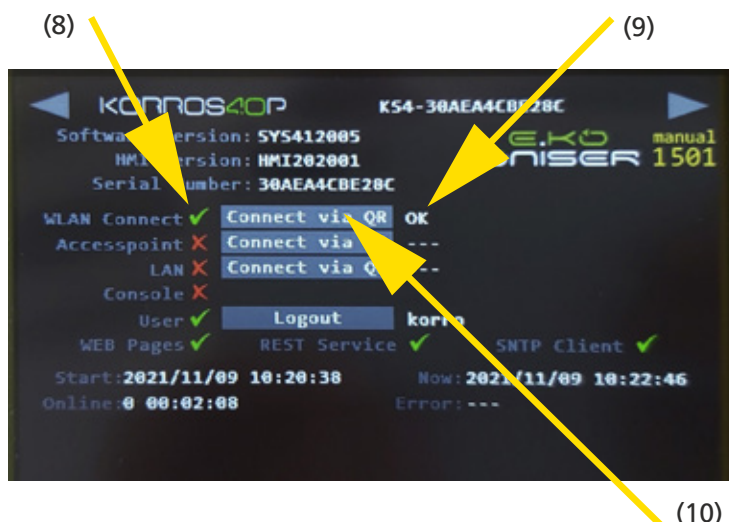 (8) (9)
KORROS4OP K54-30AEA4CBE28C
Software Version: SYS412005 E.KO manual
HMI Version: HMI202001 ONISER 1501
Serial Number: 30AEA4CBE28C
WLAN Connect ✓ Connect via QR OK
Accesspoint ✗ Connect via ---
LAN ✗ Connect via Q ---
Console ✗
User ✓ Logout korro
WEB Pages ✓ REST Service ✓ SNTP Client ✓
Start: 2021/11/09 10:20:38 Now: 2021/11/09 10:22:46
Online: 0 00:02:08 Error: ---
(10)